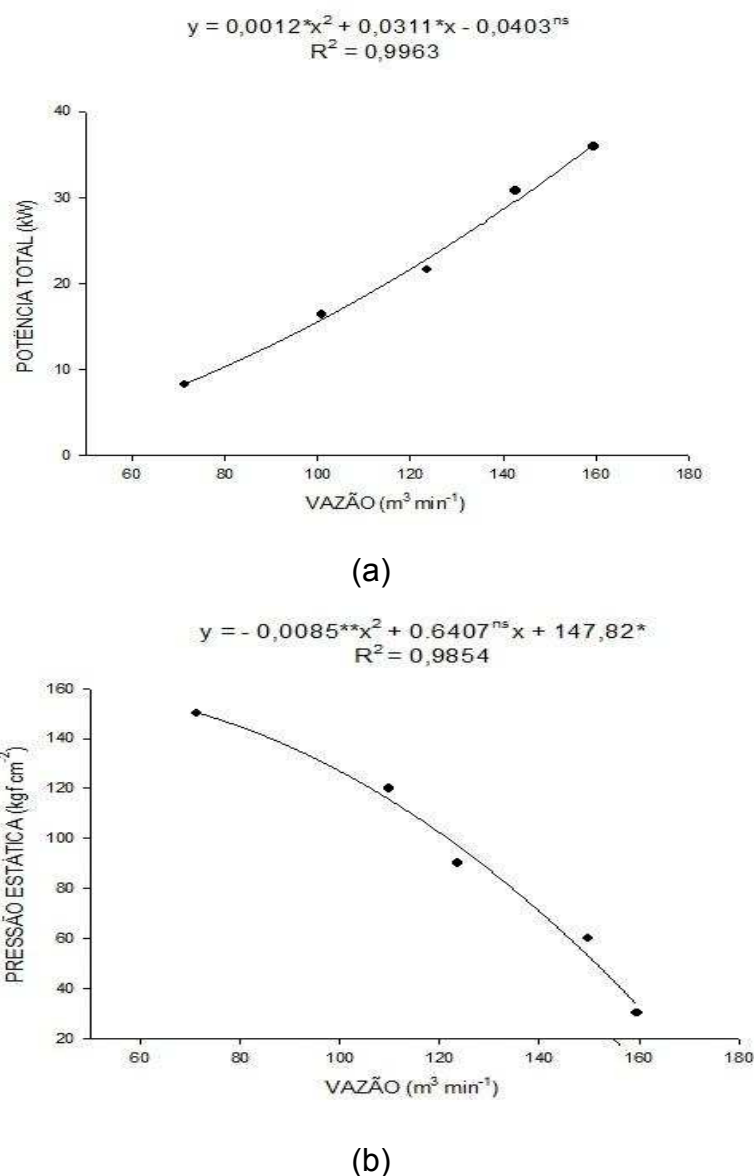 y = 0,0012*x² + 0,0311*x - 0,0403ⁿˢ
R² = 0,9963
40
30
20
10
0
POTËNCIA TOTAL (kW)
60 80 100 120 140 160 180
VAZÃO (m³ min⁻¹)
(a)
y = - 0,0085**x² + 0.6407ⁿˢx + 147,82*
R² = 0,9854
160
140
120
100
80
60
40
20
PRESSÃO ESTÁTICA (kgf cm⁻²)
60 80 100 120 140 160 180
VAZÃO (m³ min⁻¹)
(b)